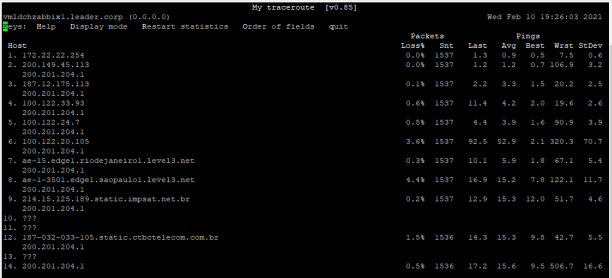 My traceroute [v0.85]
vmldchzabbixl.leader.corp (0.0.0.0) Wed Feb 10 19:26:03 2021
Keys: Help Display mode Restart statistics Order of fields quit
Packets Pings
Host Loss% Snt Last Avg Best Wrst StDev
1. 172.22.22.254 0.0% 1537 1.3 0.9 0.5 7.5 0.6
2. 200.149.45.113 0.0% 1537 1.2 1.2 0.7 106.9 3.2
200.201.204.1
3. 187.12.175.113 0.1% 1537 2.2 3.3 1.5 20.2 2.5
200.201.204.1
4. 100.122.33.93 0.6% 1537 11.4 4.2 2.0 19.6 2.6
200.201.204.1
5. 100.122.24.7 0.5% 1537 4.4 3.9 1.6 90.9 3.9
200.201.204.1
6. 100.122.20.105 3.6% 1537 92.5 52.9 2.1 320.3 70.7
200.201.204.1
7. ae-15.edge1.riodejaneiro1.level3.net 0.3% 1537 10.1 5.9 1.8 67.1 5.4
200.201.204.1
8. ae-1-3501.edge1.saopaulo1.level3.net 4.4% 1537 16.9 15.2 7.8 122.1 11.7
200.201.204.1
9. 214.15.125.189.static.impsat.net.br 0.2% 1537 12.9 15.3 12.0 51.7 4.6
200.201.204.1
10. ???
11. ???
12. 187-032-033-105.static.ctbctelecom.com.br 1.5% 1536 14.3 15.3 9.8 42.7 5.5
200.201.204.1
13. ???
14. 200.201.204.1 0.5% 1536 17.2 15.6 9.5 506.7 16.6